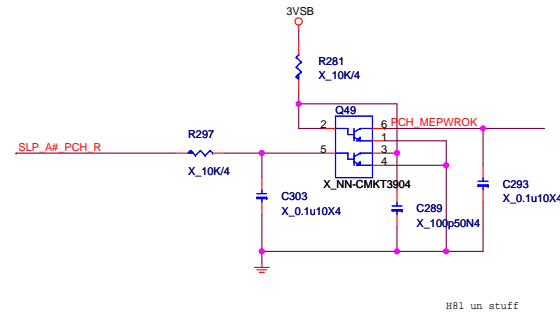 3VSB
R281
X_10K/4
Q49
2
6
PCH_MEPWROK
1
SLP_A#_PCH_R
R297
5
3
4
X_10K/4
X_NN-CMKT3904
C303
X_0.1u10X4
C289
X_100p50N4
C293
X_0.1u10X4
H81 un stuff